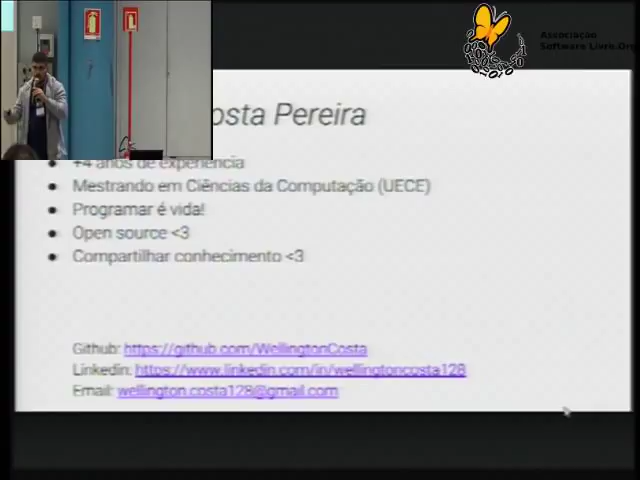 Associação
Software Livre.Or
osta Pereira
+4 anos de experiência
Mestrando em Ciências da Computação (UECE)
Programar é vida!
Open source <3
Compartilhar conhecimento <3
Github: https://github.com/WellingtonCosta
Linkedin: https://www.linkedin.com/in/wellingtoncosta128
Email: wellington.costa128@gmail.com